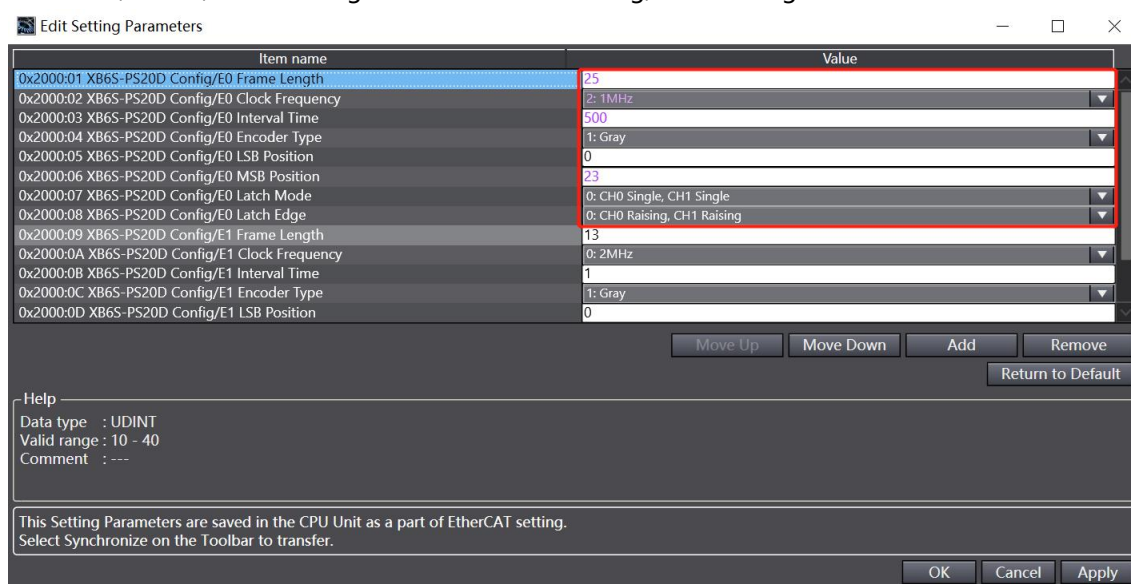 Edit Setting Parameters
Item name Value
0x2000:01 XB6S-PS20D Config/E0 Frame Length 25
0x2000:02 XB6S-PS20D Config/E0 Clock Frequency 2: 1MHz
0x2000:03 XB6S-PS20D Config/E0 Interval Time 500
0x2000:04 XB6S-PS20D Config/E0 Encoder Type 1: Gray
0x2000:05 XB6S-PS20D Config/E0 LSB Position 0
0x2000:06 XB6S-PS20D Config/E0 MSB Position 23
0x2000:07 XB6S-PS20D Config/E0 Latch Mode 0: CH0 Single, CH1 Single
0x2000:08 XB6S-PS20D Config/E0 Latch Edge 0: CH0 Raising, CH1 Raising
0x2000:09 XB6S-PS20D Config/E1 Frame Length 13
0x2000:0A XB6S-PS20D Config/E1 Clock Frequency 0: 2MHz
0x2000:0B XB6S-PS20D Config/E1 Interval Time 1
0x2000:0C XB6S-PS20D Config/E1 Encoder Type 1: Gray
0x2000:0D XB6S-PS20D Config/E1 LSB Position 0
Move Up Move Down Add Remove
Return to Default
Help
Data type : UDINT
Valid range : 10 - 40
Comment : ---
This Setting Parameters are saved in the CPU Unit as a part of EtherCAT setting.
Select Synchronize on the Toolbar to transfer.
OK Cancel Apply